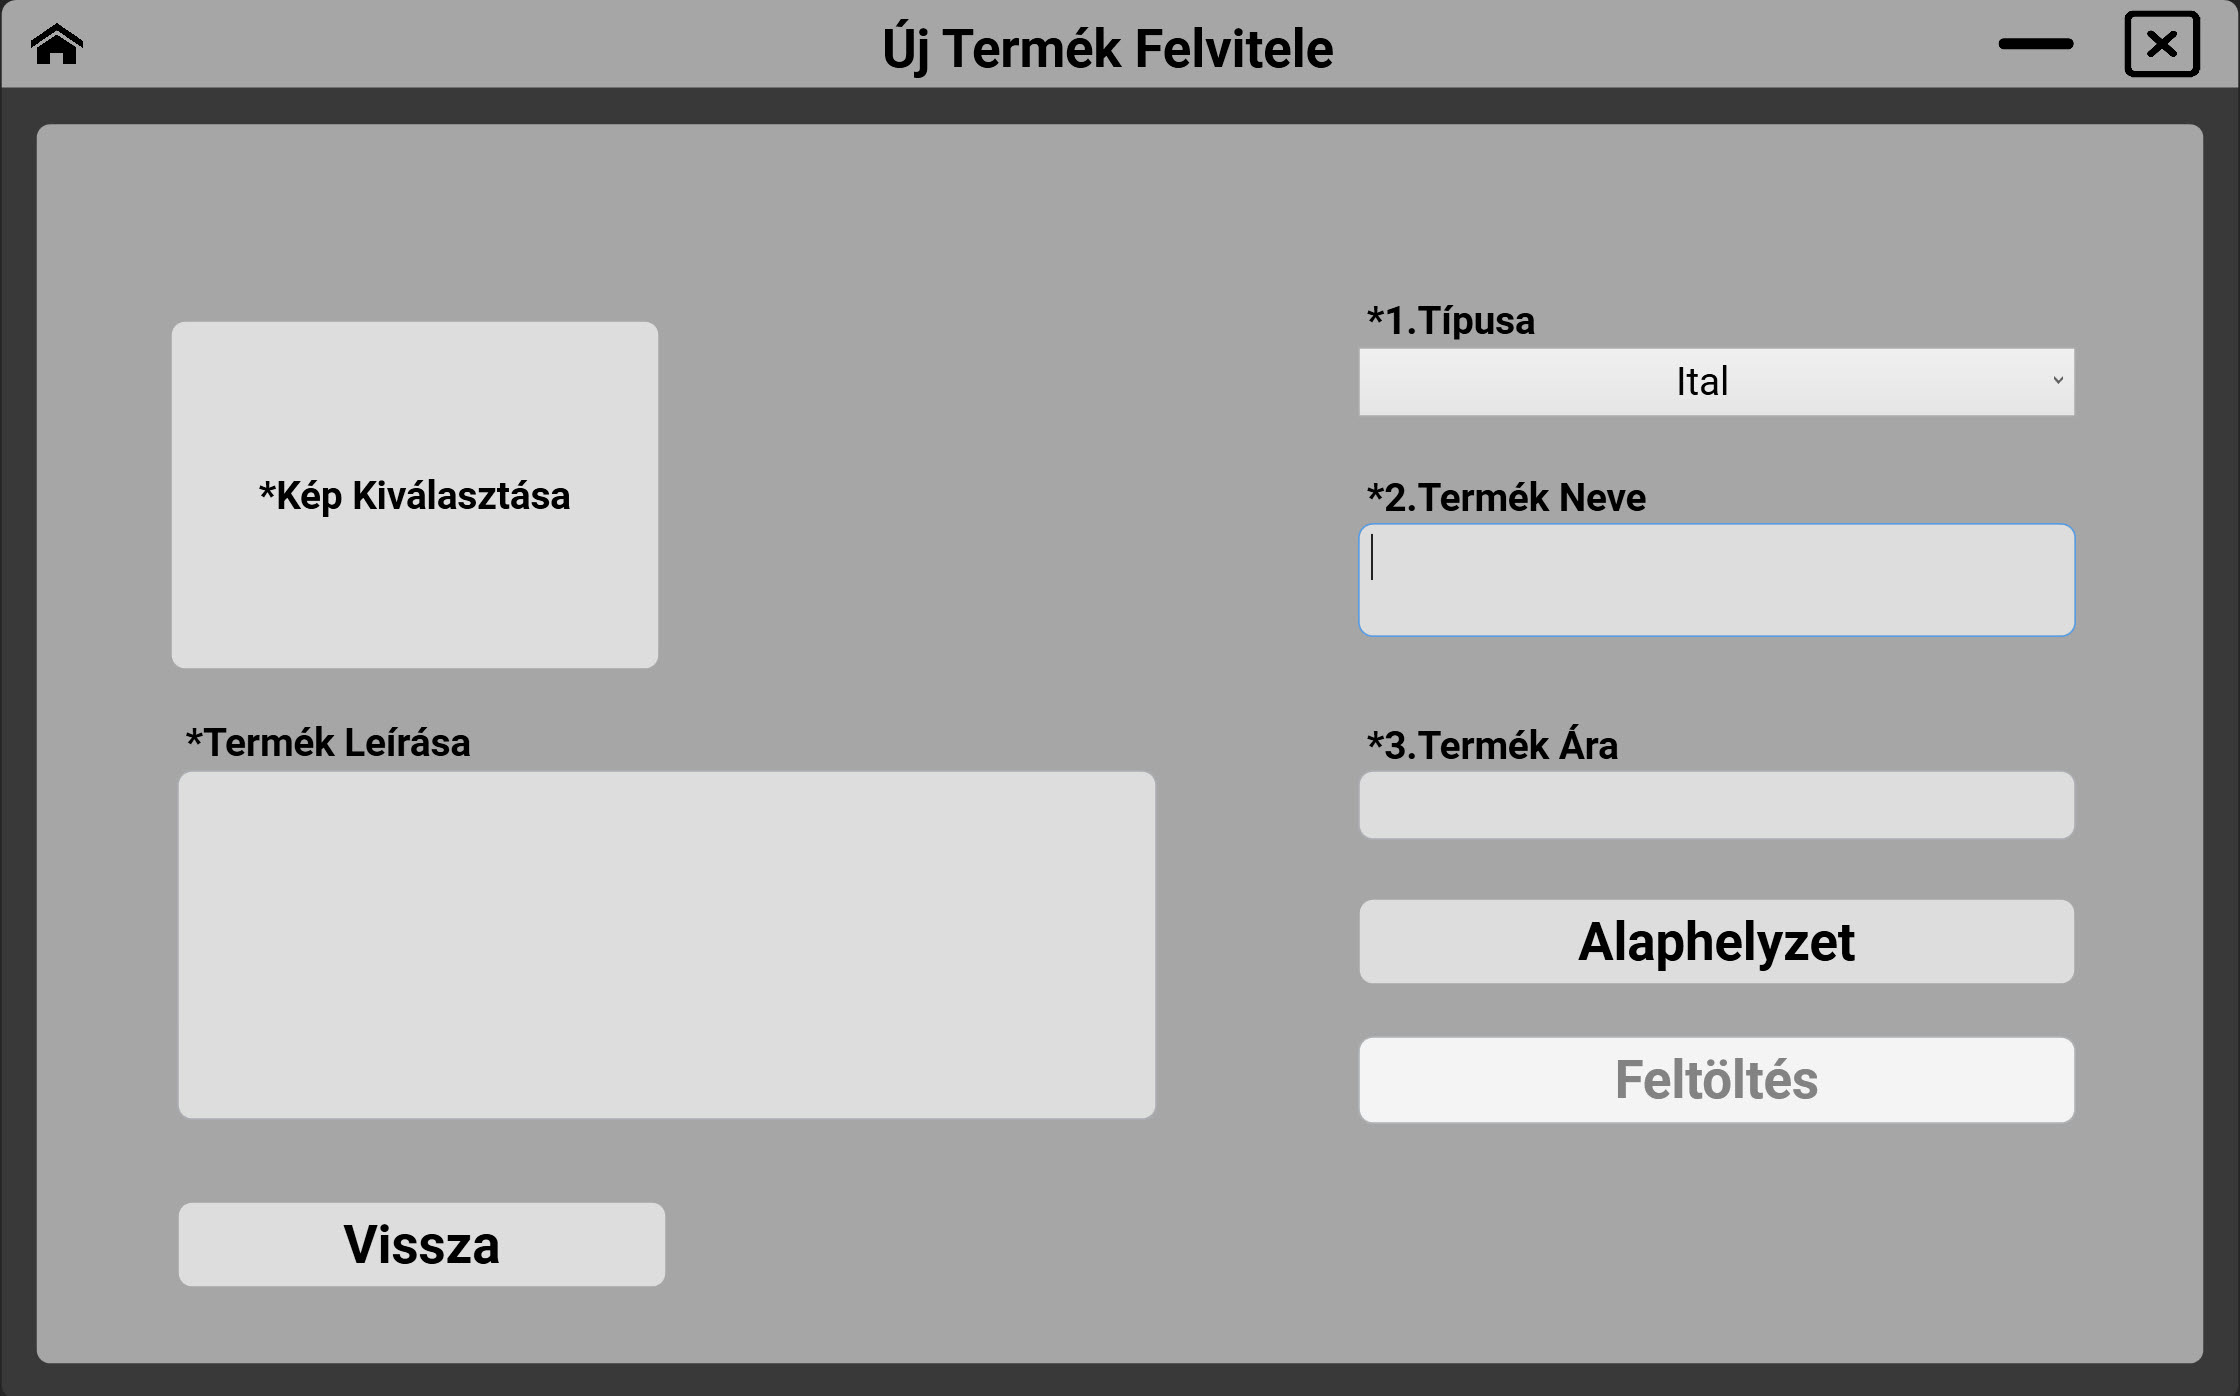 Új Termék Felvitele
*Kép Kiválasztása
*Termék Leírása
Vissza
*1.Típusa
Ital
*2.Termék Neve
*3.Termék Ára
Alaphelyzet
Feltöltés